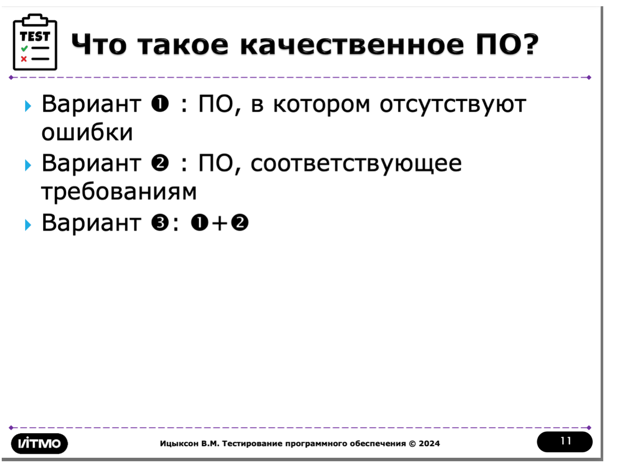 TEST
Что такое качественное ПО?
Вариант ❶ : ПО, в котором отсутствуют
ошибки
Вариант ❷ : ПО, соответствующее
требованиям
Вариант ❸: ❶+❷
ИТМО
Ицыксон В.М. Тестирование программного обеспечения © 2024
11